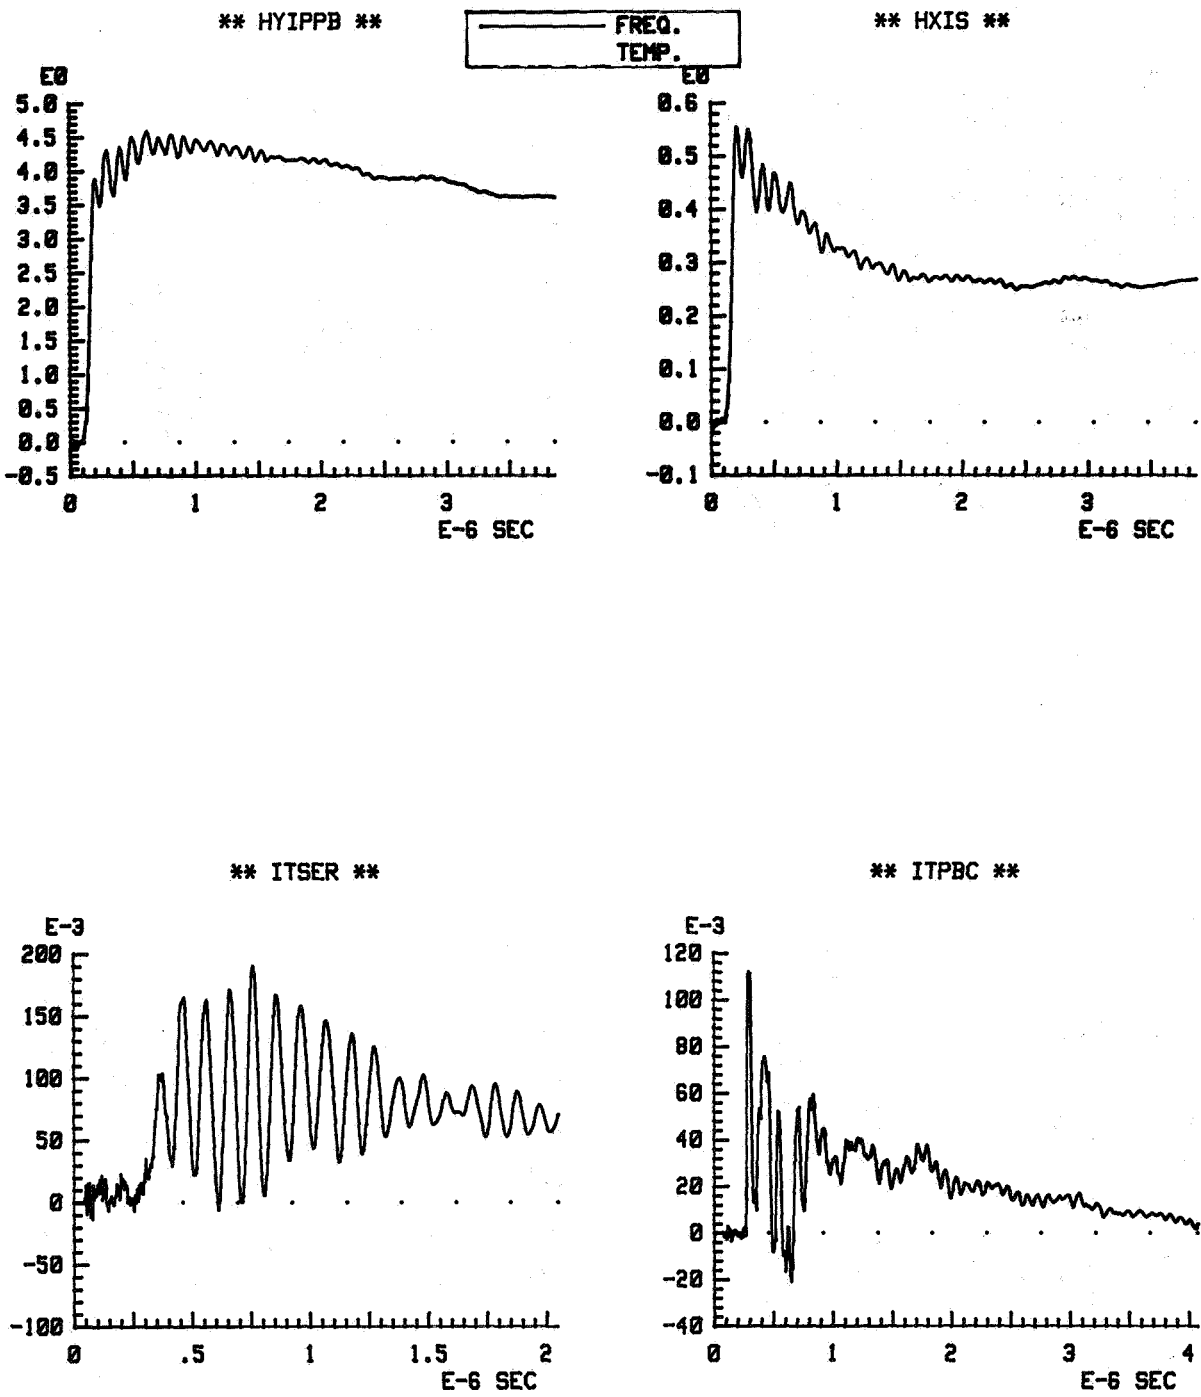 ** HYIPPB **
FREQ.
TEMP.
** HXIS **
E0
5.0
4.5
4.0
3.5
3.0
2.5
2.0
1.5
1.0
0.5
0.0
-0.5
0 1 2 3
E-6 SEC
E0
0.6
0.5
0.4
0.3
0.2
0.1
0.0
-0.1
0 1 2 3
E-6 SEC
** ITSER **
E-3
200
150
100
50
0
-50
-100
0 .5 1 1.5 2
E-6 SEC
** ITPBC **
E-3
120
100
80
60
40
20
0
-20
-40
0 1 2 3 4
E-6 SEC